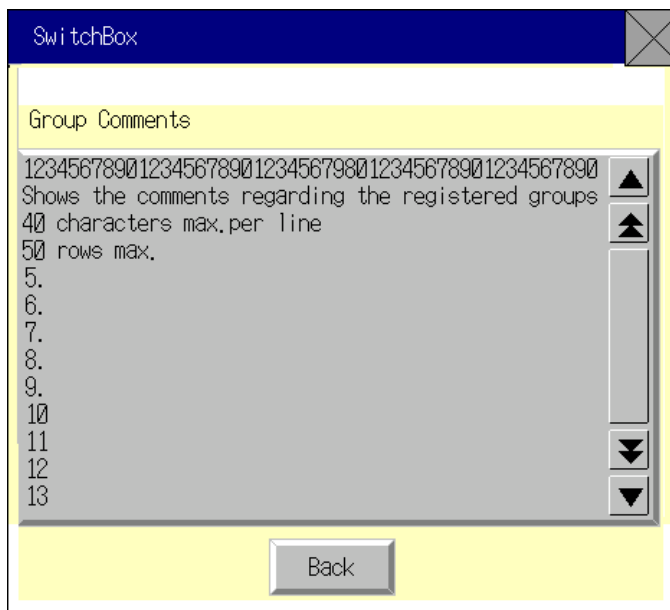 SwitchBox
Group Comments
12345678901234567890123456798012345678901234567890
Shows the comments regarding the registered groups
40 characters max.per line
50 rows max.
5.
6.
7.
8.
9.
10
11
12
13
Back